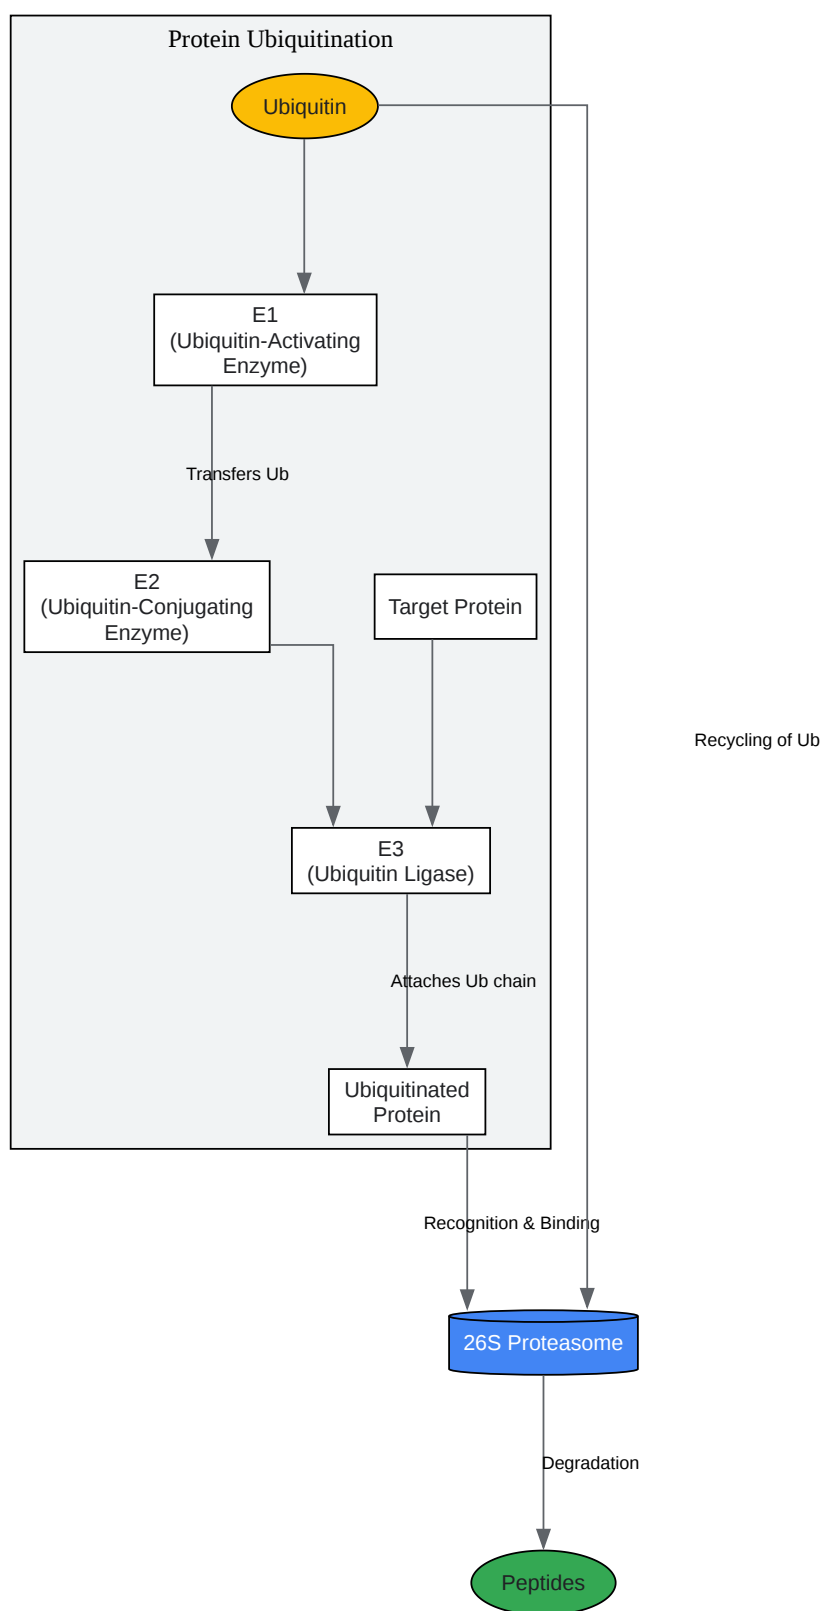 Protein Ubiquitination
Ubiquitin
E1
(Ubiquitin-Activating
Enzyme)
Transfers Ub
E2
(Ubiquitin-Conjugating
Enzyme)
Target Protein
Recycling of Ub
E3
(Ubiquitin Ligase)
Attaches Ub chain
Ubiquitinated
Protein
Recognition & Binding
26S Proteasome
Degradation
Peptides